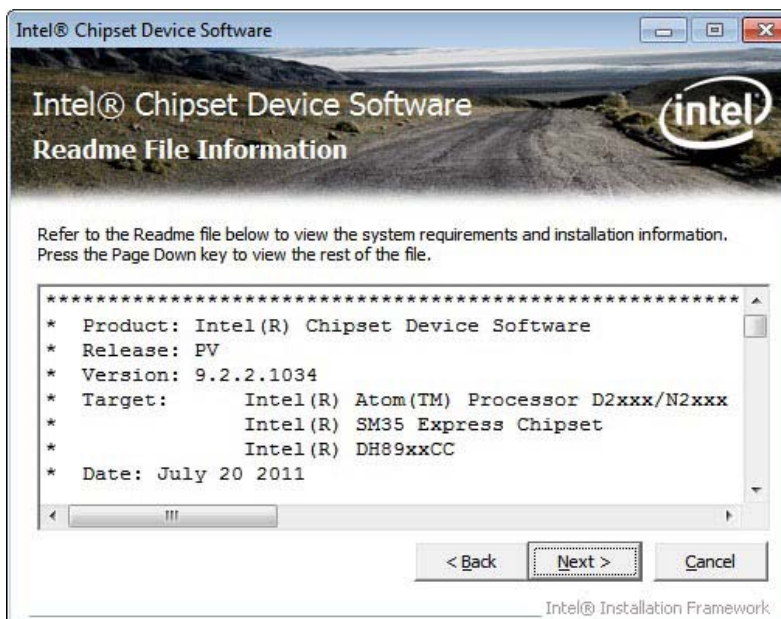 Intel® Chipset Device Software
Intel® Chipset Device Software
intel
Readme File Information
Refer to the Readme file below to view the system requirements and installation information.
Press the Page Down key to view the rest of the file.
*********************************************************
* Product: Intel(R) Chipset Device Software
* Release: PV
* Version: 9.2.2.1034
* Target: Intel(R) Atom(TM) Processor D2xxx/N2xxx
* Intel(R) SM35 Express Chipset
* Intel(R) DH89xxCC
* Date: July 20 2011
< Back Next > Cancel
Intel® Installation Framework